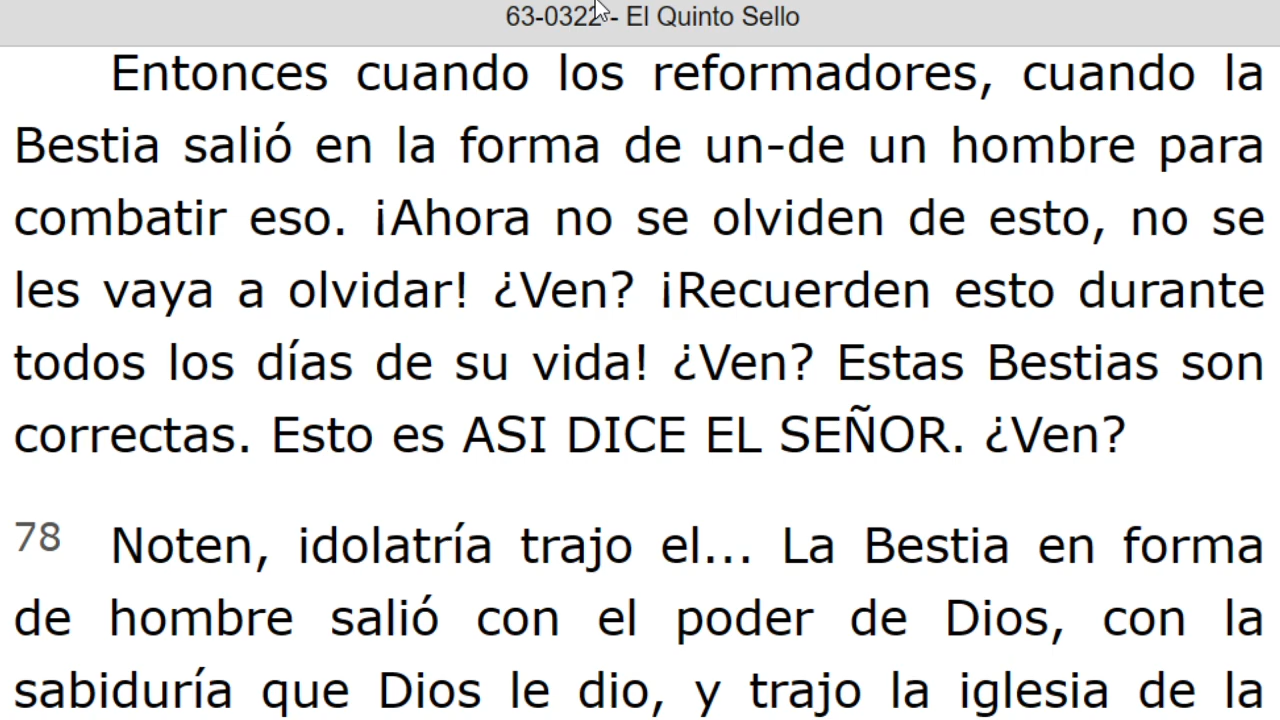 63-0322 - El Quinto Sello
Entonces cuando los reformadores, cuando la
Bestia salió en la forma de un-de un hombre para
combatir eso. ¡Ahora no se olviden de esto, no se
les vaya a olvidar! ¿Ven? ¡Recuerden esto durante
todos los días de su vida! ¿Ven? Estas Bestias son
correctas. Esto es ASI DICE EL SEÑOR. ¿Ven?
78 Noten, idolatría trajo el... La Bestia en forma
de hombre salió con el poder de Dios, con la
sabiduría que Dios le dio, y trajo la iglesia de la